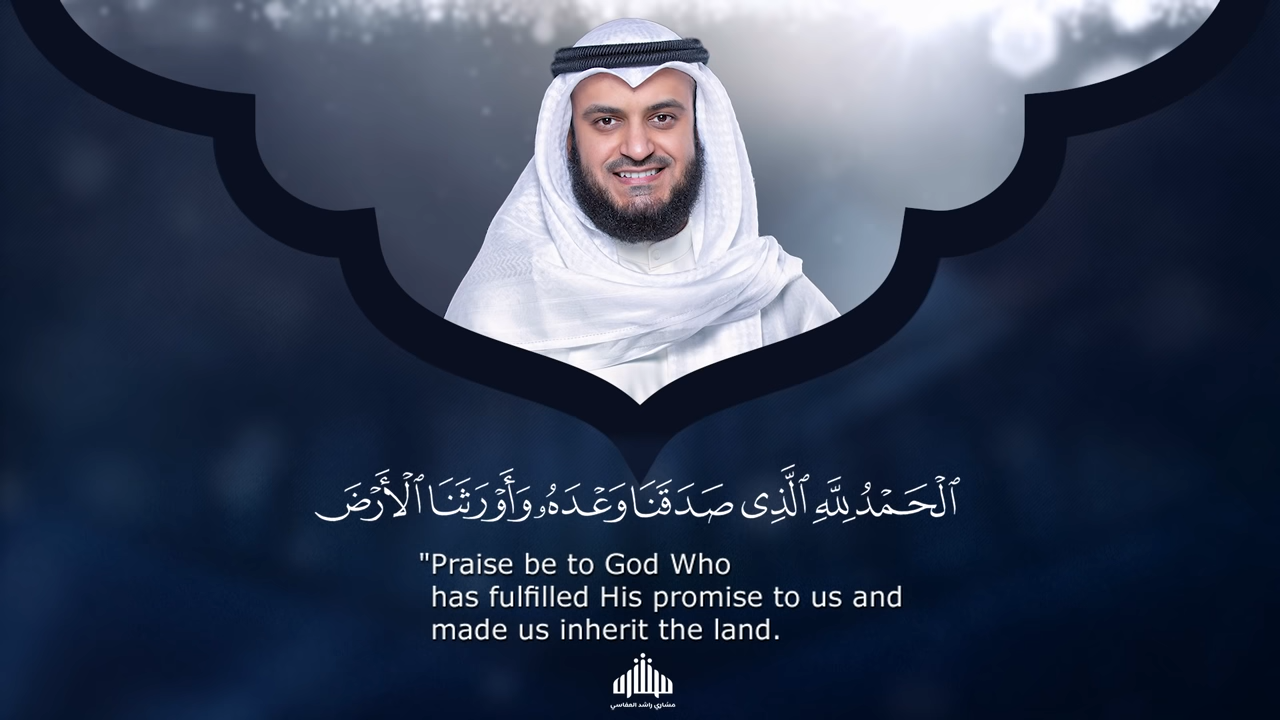 ٱلْحَمْدُ لِلَّهِ ٱلَّذِى صَدَقَنَا وَعْدَهُۥ وَأَوْرَثَنَا ٱلْأَرْضَ
"Praise be to God Who
has fulfilled His promise to us and
made us inherit the land.
مشاري راشد العفاسي